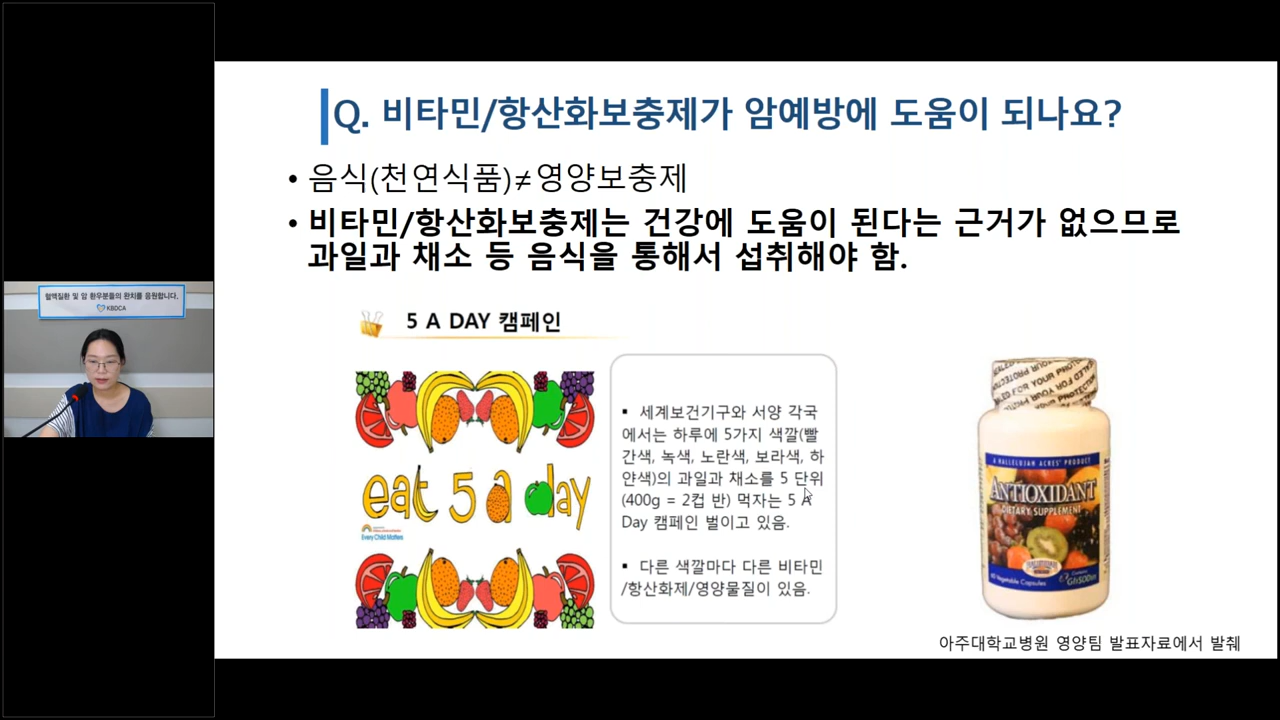 Q. 비타민/항산화보충제가 암예방에 도움이 되나요?
• 음식(천연식품)≠영양보충제
• 비타민/항산화보충제는 건강에 도움이 된다는 근거가 없으므로
과일과 채소 등 음식을 통해서 섭취해야 함.
혈액질환 및 암 환우분들의 완치를 응원합니다.
KBDCA
5 A DAY 캠페인
eat 5 a day
Every Child Matters
▪ 세계보건기구와 서양 각국
에서는 하루에 5가지 색깔(빨
간색, 녹색, 노란색, 보라색, 하
얀색)의 과일과 채소를 5 단위
(400g = 2컵 반) 먹자는 5 A
Day 캠페인 벌이고 있음.
▪ 다른 색깔마다 다른 비타민
/항산화제/영양물질이 있음.
A HALLELUJAH ACRES' PRODUCT
ANTIOXIDANT
DIETARY SUPPLEMENT
Vegetable Capsules
아주대학교병원 영양팀 발표자료에서 발췌